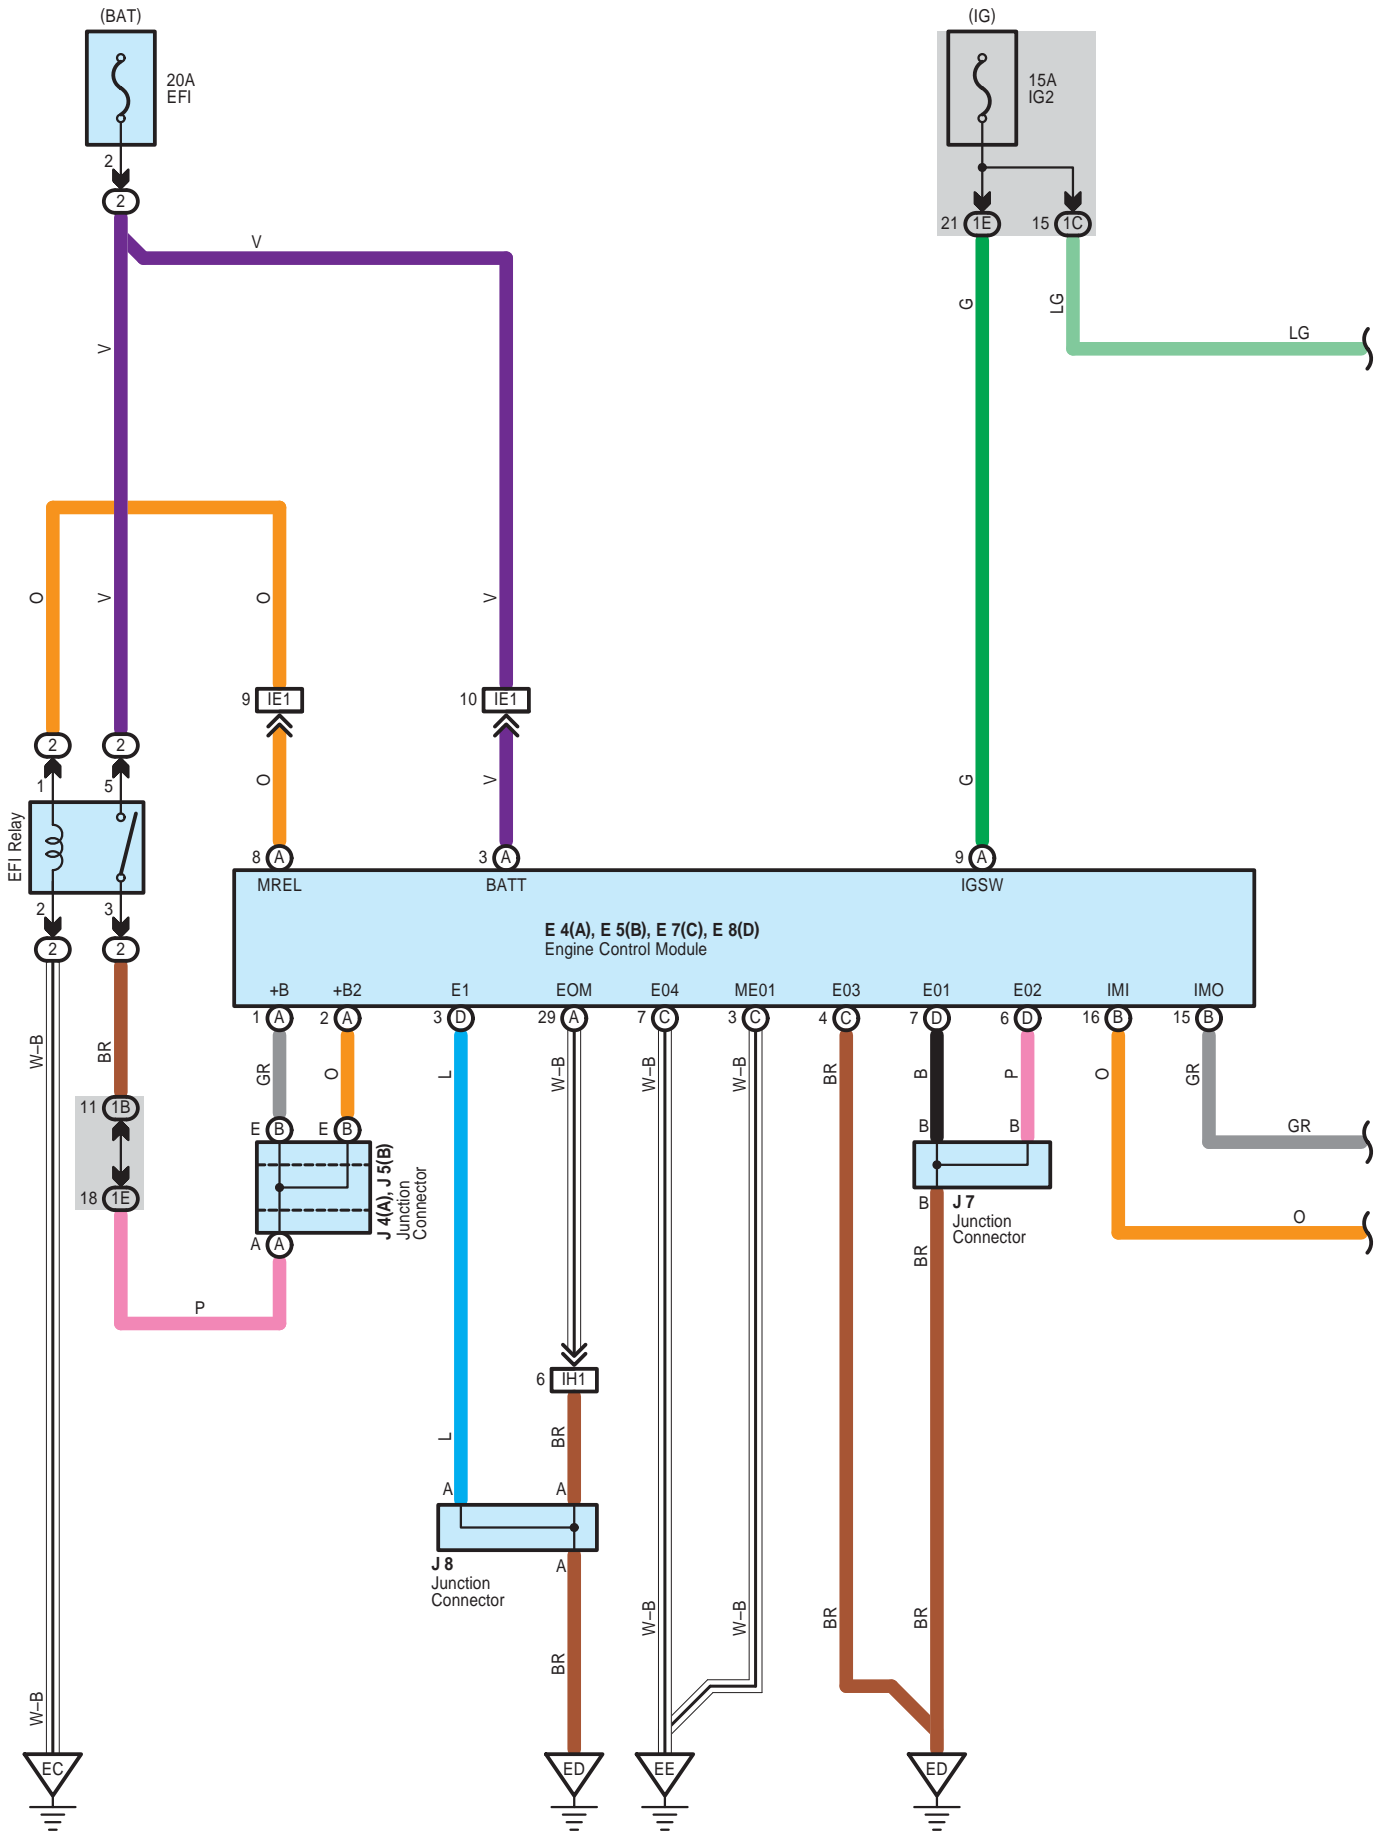 (BAT)
(IG)
20A
EFI
15A
IG2
2
2
21 1E 15 1C
V
V
G
LG
LG
O
V
O
V
9 IE1
10 IE1
2
2
1
5
O
V
G
EFI Relay
8 A
3 A
9 A
MREL
BATT
IGSW
2
3
2
2
E 4(A), E 5(B), E 7(C), E 8(D)
Engine Control Module
+B
+B2
E1
EOM
E04
ME01
E03
E01
E02
IMI
IMO
1 A
2 A
3 D
29 A
7 C
3 C
4 C
7 D
6 D
16 B
15 B
W–B
BR
GR
O
L
W–B
W–B
W–B
BR
B
P
O
GR
11 1B
18 1E
E B
E B
J 4(A), J 5(B)
Junction
Connector
A A
B
B
B
J 7
Junction
Connector
BR
GR
O
P
6 IH1
L
BR
A
A
J 8
Junction
Connector
A
W–B
W–B
BR
BR
BR
W–B
EC
ED
EE
ED